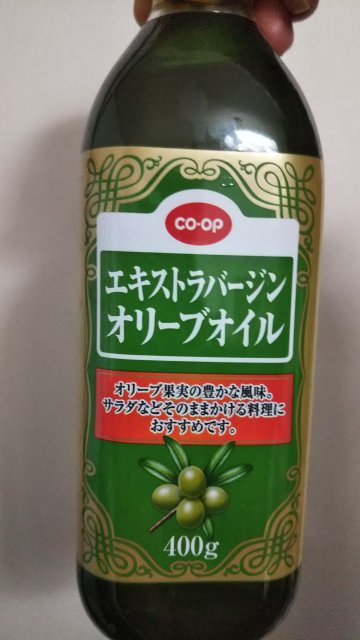 CO·OP
エキストラバージン
オリーブオイル
オリーブ果実の豊かな風味。
サラダなどそのままかける料理に
おすすめです。
400g